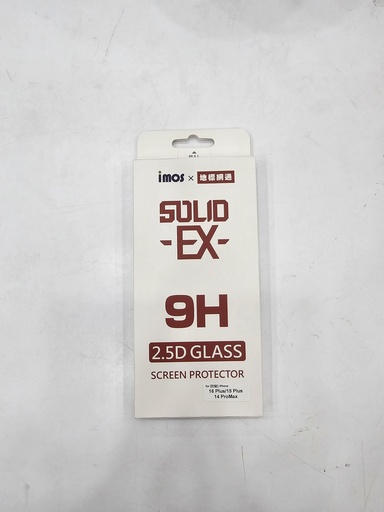 imos × 地標網通
SOLID
-EX-
9H
2.5D GLASS
SCREEN PROTECTOR
iPhone
16 Plus/15 Plus
14 ProMax